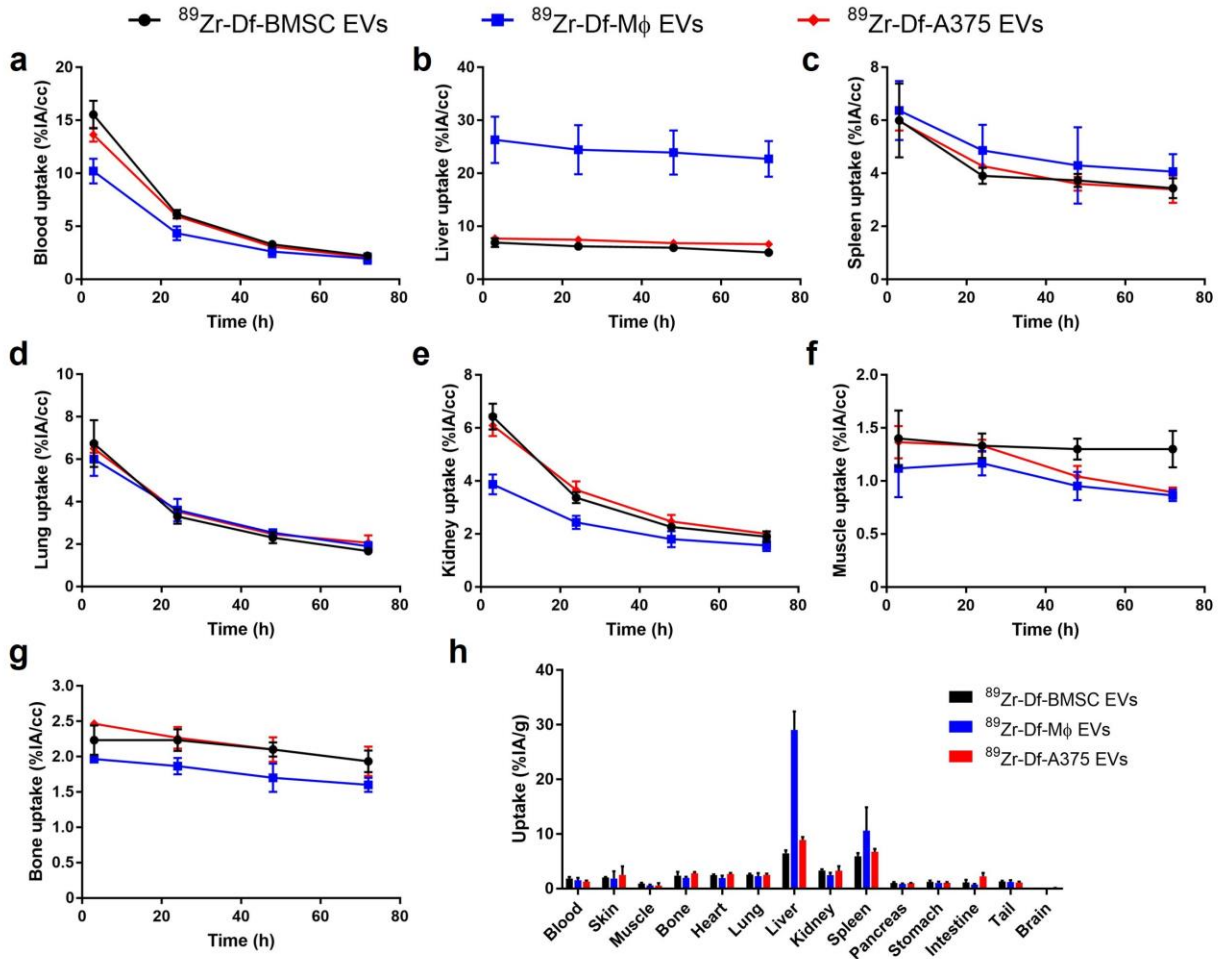 ⁸⁹Zr-Df-BMSC EVs ⁸⁹Zr-Df-Mϕ EVs ⁸⁹Zr-Df-A375 EVs
a
Blood uptake (%IA/cc)
20
15
10
5
0
0 20 40 60 80
Time (h)
b
Liver uptake (%IA/cc)
40
30
20
10
0
0 20 40 60 80
Time (h)
c
Spleen uptake (%IA/cc)
8
6
4
2
0
0 20 40 60 80
Time (h)
d
Lung uptake (%IA/cc)
10
8
6
4
2
0
0 20 40 60 80
Time (h)
e
Kidney uptake (%IA/cc)
8
6
4
2
0
0 20 40 60 80
Time (h)
f
Muscle uptake (%IA/cc)
2.0
1.5
1.0
0.5
0
0 20 40 60 80
Time (h)
g
Bone uptake (%IA/cc)
3.0
2.5
2.0
1.5
1.0
0.5
0
0 20 40 60 80
Time (h)
h
Uptake (%IA/g)
40
30
20
10
0
⁸⁹Zr-Df-BMSC EVs
⁸⁹Zr-Df-Mϕ EVs
⁸⁹Zr-Df-A375 EVs
Blood
Skin
Muscle
Bone
Heart
Lung
Liver
Kidney
Spleen
Pancreas
Stomach
Intestine
Tail
Brain